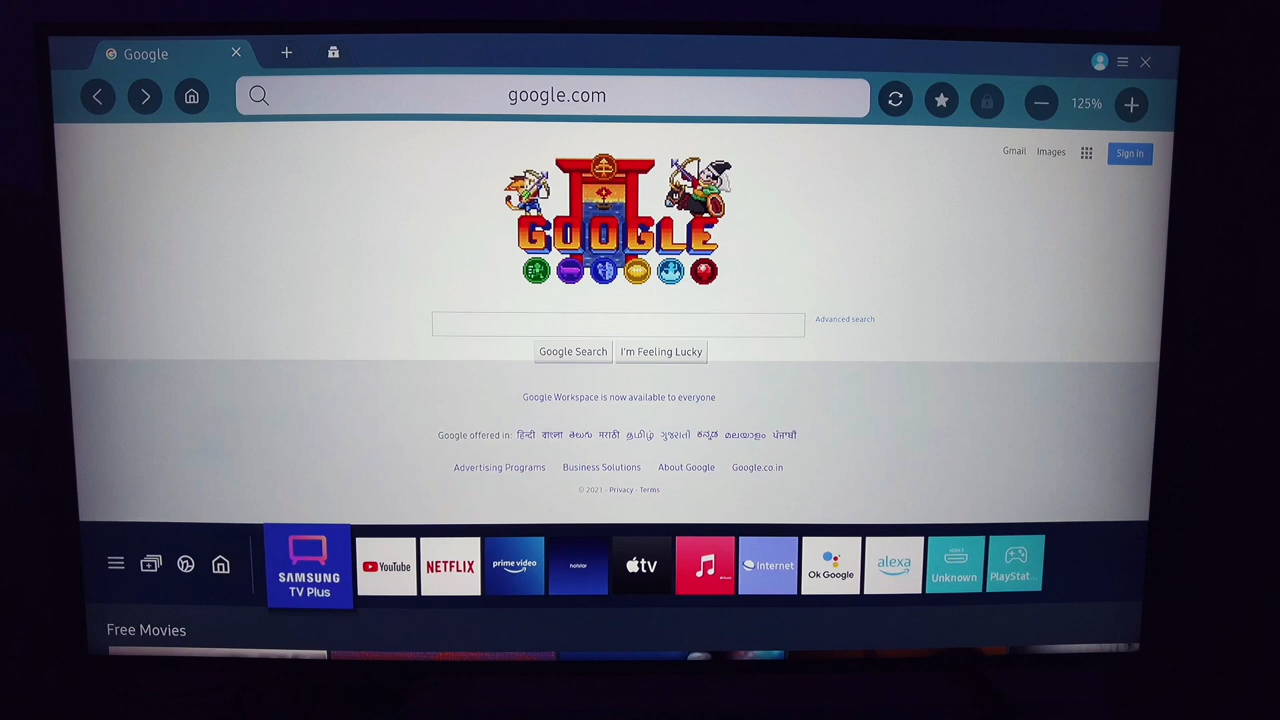 Google
google.com
125%
Gmail Images Sign in
GOOGLE
Advanced search
Google Search I'm Feeling Lucky
Google Workspace is now available to everyone
Google offered in: हिन्दी বাংলা తెలుగు मराठी தமிழ் ગુજરાતી ಕನ್ನಡ മലയാളം ਪੰਜਾਬੀ
Advertising Programs Business Solutions About Google Google.co.in
© 2021 - Privacy - Terms
SAMSUNG TV Plus YouTube NETFLIX prime video hotstar tv Internet Ok Google alexa Unknown PlayStat...
Free Movies